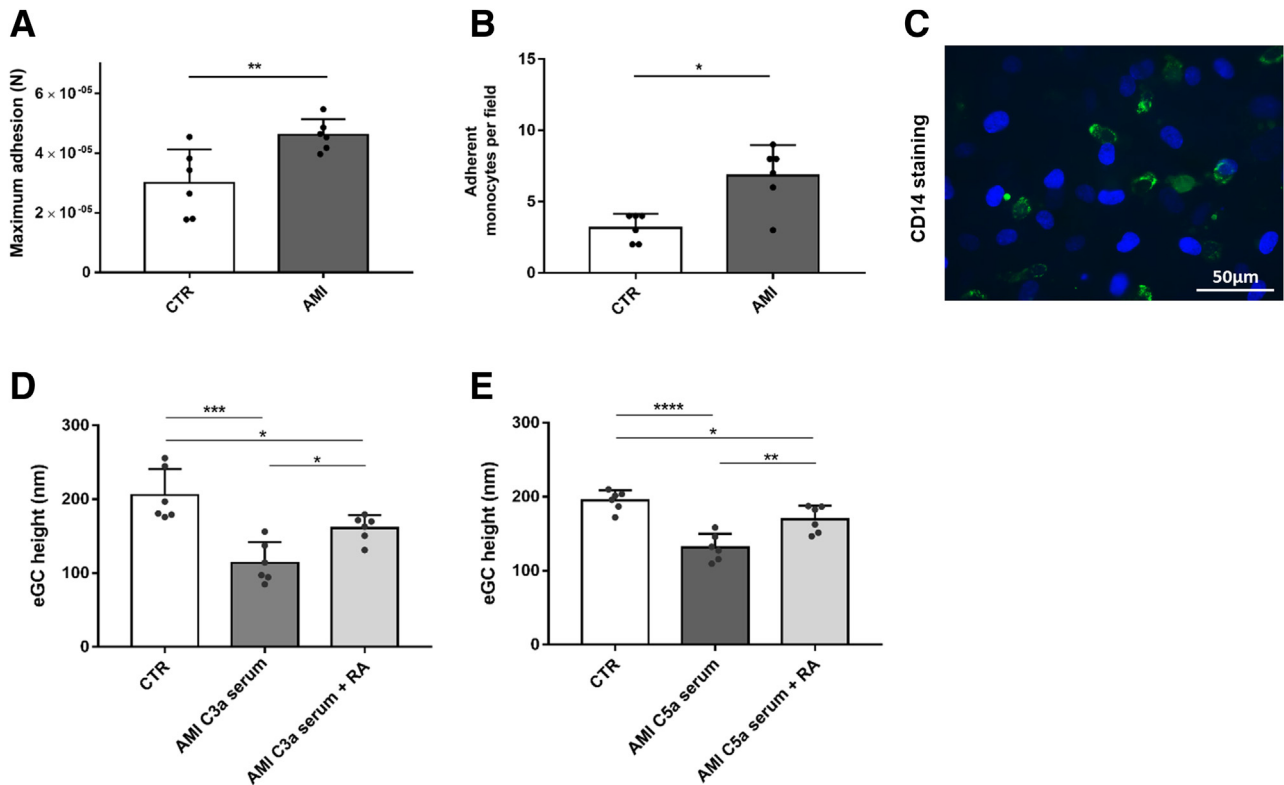 A
Maximum adhesion (N)
6 × 10⁻⁰⁵
4 × 10⁻⁰⁵
2 × 10⁻⁰⁵
0
**
CTR
AMI
B
Adherent
monocytes per field
15
10
5
0
*
CTR
AMI
C
CD14 staining
50μm
D
eGC height (nm)
300
200
100
0
***
*
*
CTR
AMI C3a serum
AMI C3a serum + RA
E
eGC height (nm)
300
200
100
0
****
*
**
CTR
AMI C5a serum
AMI C5a serum + RA